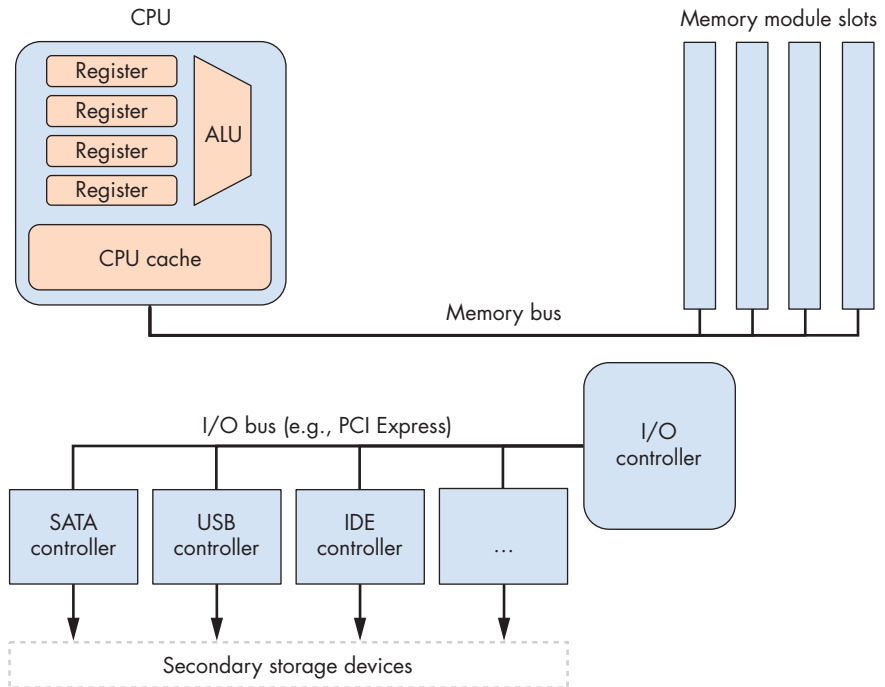 CPU
Memory module slots
Register
Register
Register
Register
ALU
CPU cache
Memory bus
I/O bus (e.g., PCI Express)
I/O
controller
SATA
controller
USB
controller
IDE
controller
...
Secondary storage devices